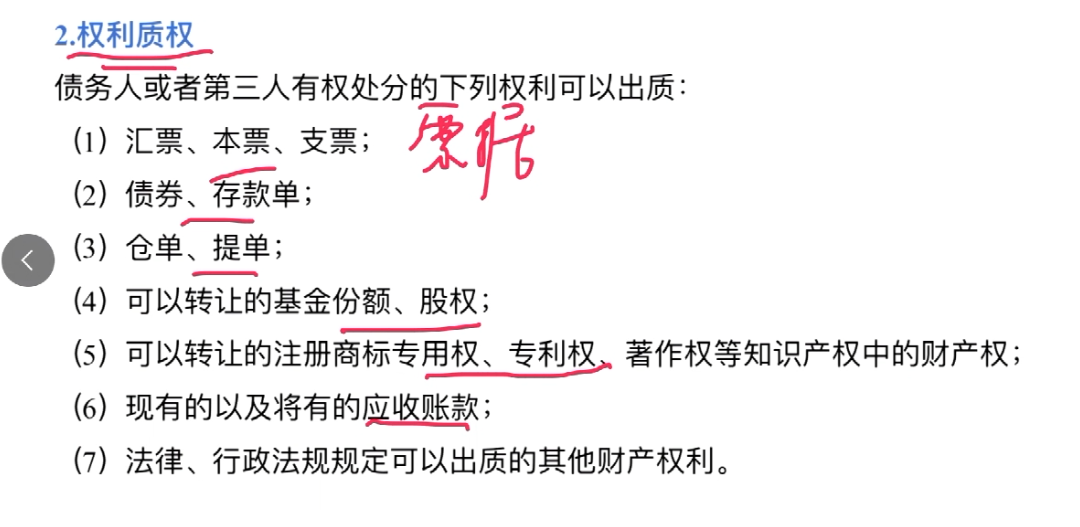 2.权利质权
债务人或者第三人有权处分的下列权利可以出质：
（1）汇票、本票、支票；票据
（2）债券、存款单；
（3）仓单、提单；
（4）可以转让的基金份额、股权；
（5）可以转让的注册商标专用权、专利权、著作权等知识产权中的财产权；
（6）现有的以及将有的应收账款；
（7）法律、行政法规规定可以出质的其他财产权利。